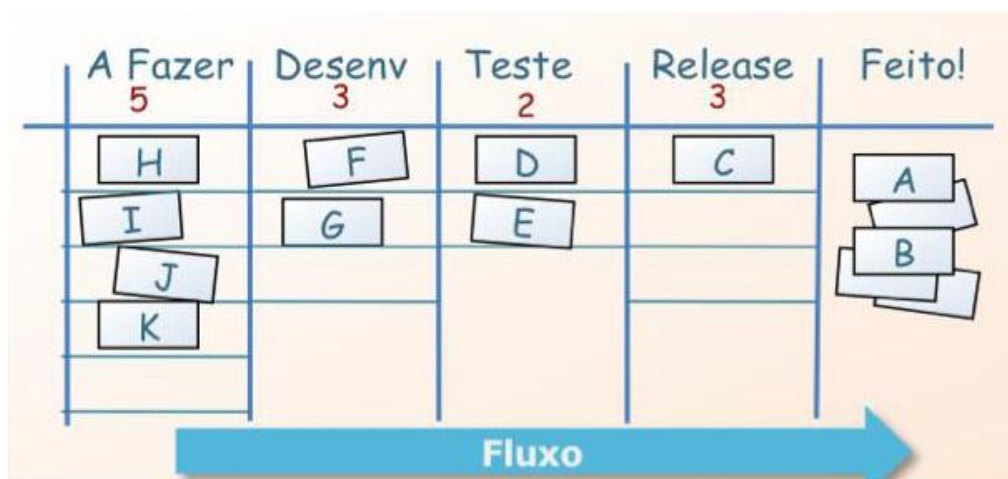 A Fazer Desenv Teste Release Feito!
5 3 2 3
H F D C A
I G E
J B
K
Fluxo